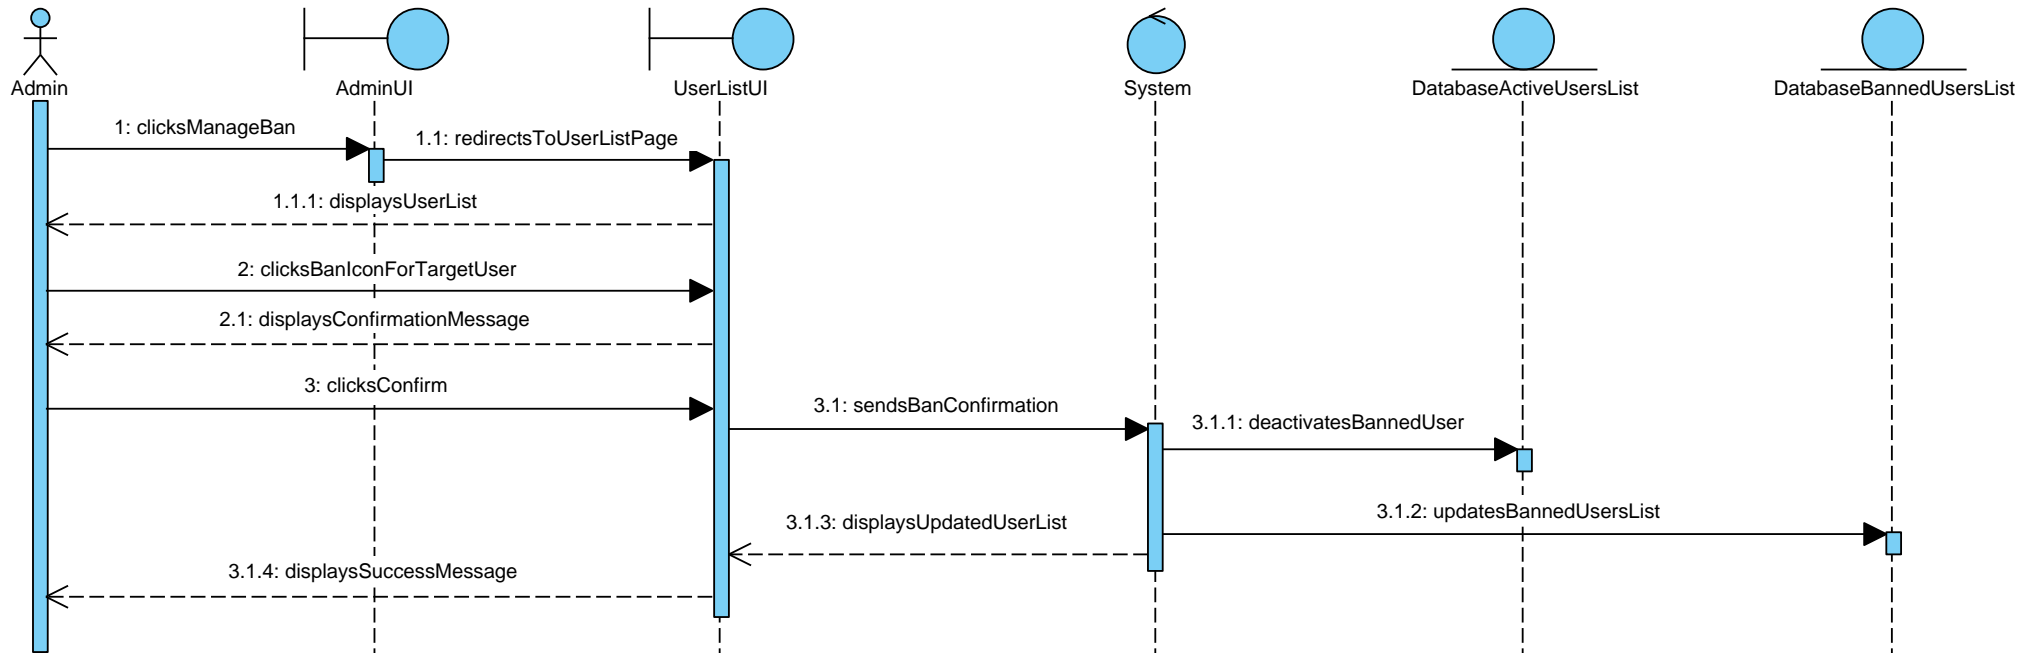 Admin
AdminUI
UserListUI
System
DatabaseActiveUsersList
DatabaseBannedUsersList
1: clicksManageBan
1.1: redirectsToUserListPage
1.1.1: displaysUserList
2: clicksBanIconForTargetUser
2.1: displaysConfirmationMessage
3: clicksConfirm
3.1: sendsBanConfirmation
3.1.1: deactivatesBannedUser
3.1.2: updatesBannedUsersList
3.1.3: displaysUpdatedUserList
3.1.4: displaysSuccessMessage